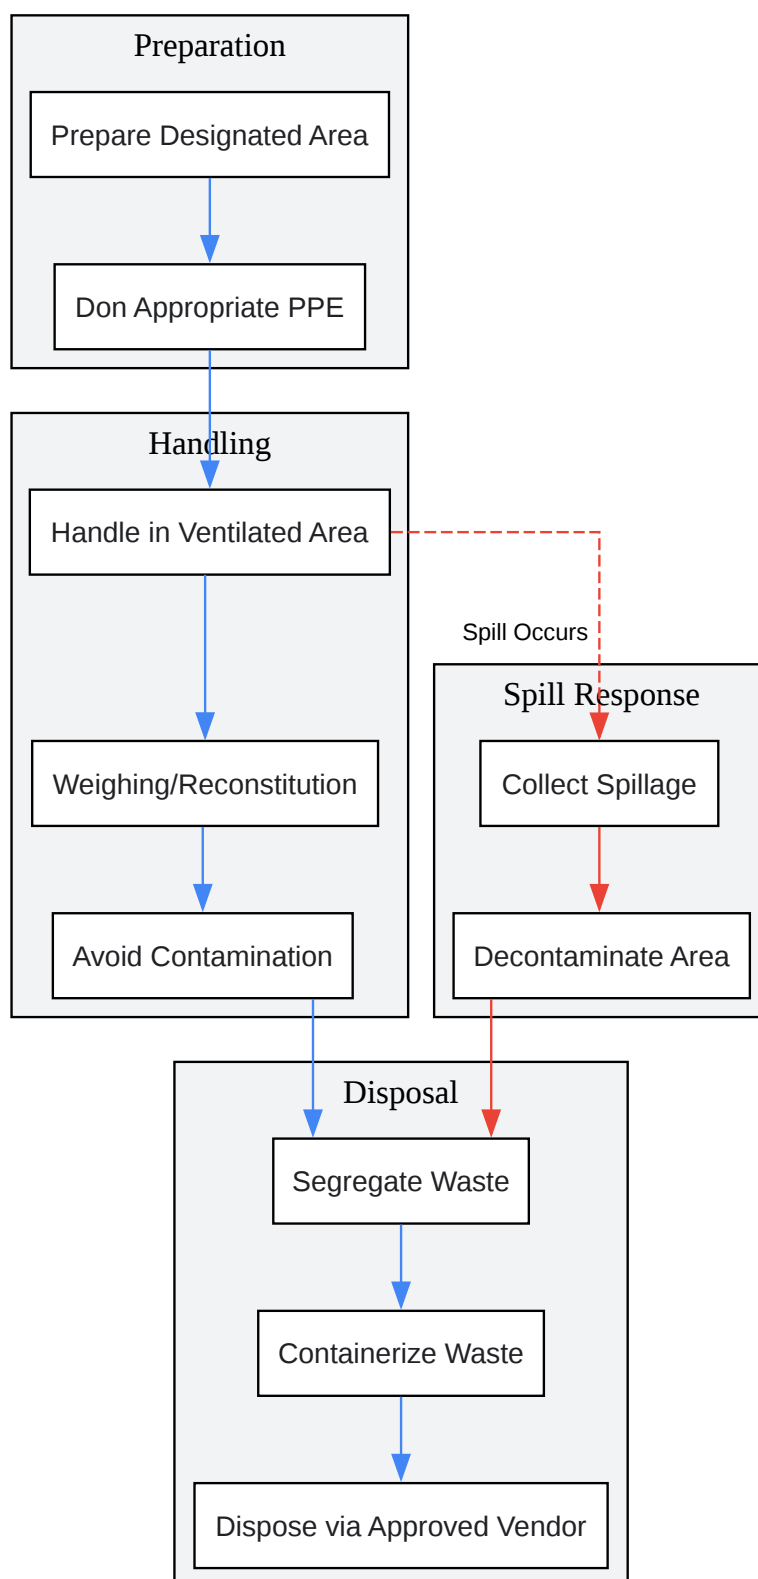 Preparation
Prepare Designated Area
Don Appropriate PPE
Handling
Handle in Ventilated Area
Spill Occurs
Spill Response
Weighing/Reconstitution
Collect Spillage
Avoid Contamination
Decontaminate Area
Disposal
Segregate Waste
Containerize Waste
Dispose via Approved Vendor